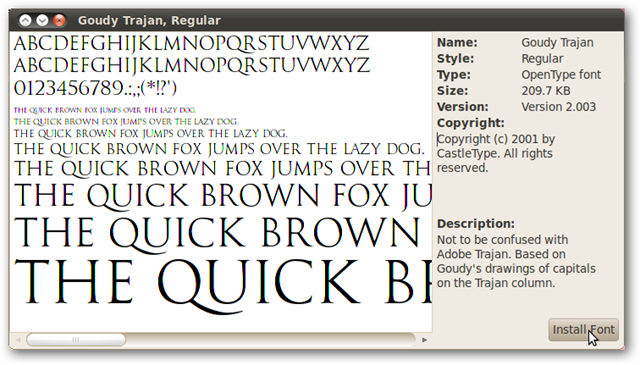 Goudy Trajan, Regular
ABCDEFGHIJKLMNOPQRSTUVWXYZ
ABCDEFGHIJKLMNOPQRSTUVWXYZ
0123456789.:,;(*!?')
THE QUICK BROWN FOX JUMPS OVER THE LAZY DOG.
THE QUICK BROWN FOX JUMPS OVER THE LAZY DOG.
THE QUICK BROWN FOX JUMPS OVER THE LAZY DOG.
THE QUICK BROWN FOX JUMPS OVER THE LAZY DOG.
THE QUICK BROWN FOX JUMPS OVER TH
THE QUICK BROWN FOX JU
THE QUICK BROWN
THE QUICK BR
Name: Goudy Trajan
Style: Regular
Type: OpenType font
Size: 209.7 KB
Version: Version 2.003
Copyright:
Copyright (c) 2001 by
CastleType. All rights
reserved.
Description:
Not to be confused with
Adobe Trajan. Based on
Goudy's drawings of capitals
on the Trajan column.
Install Font